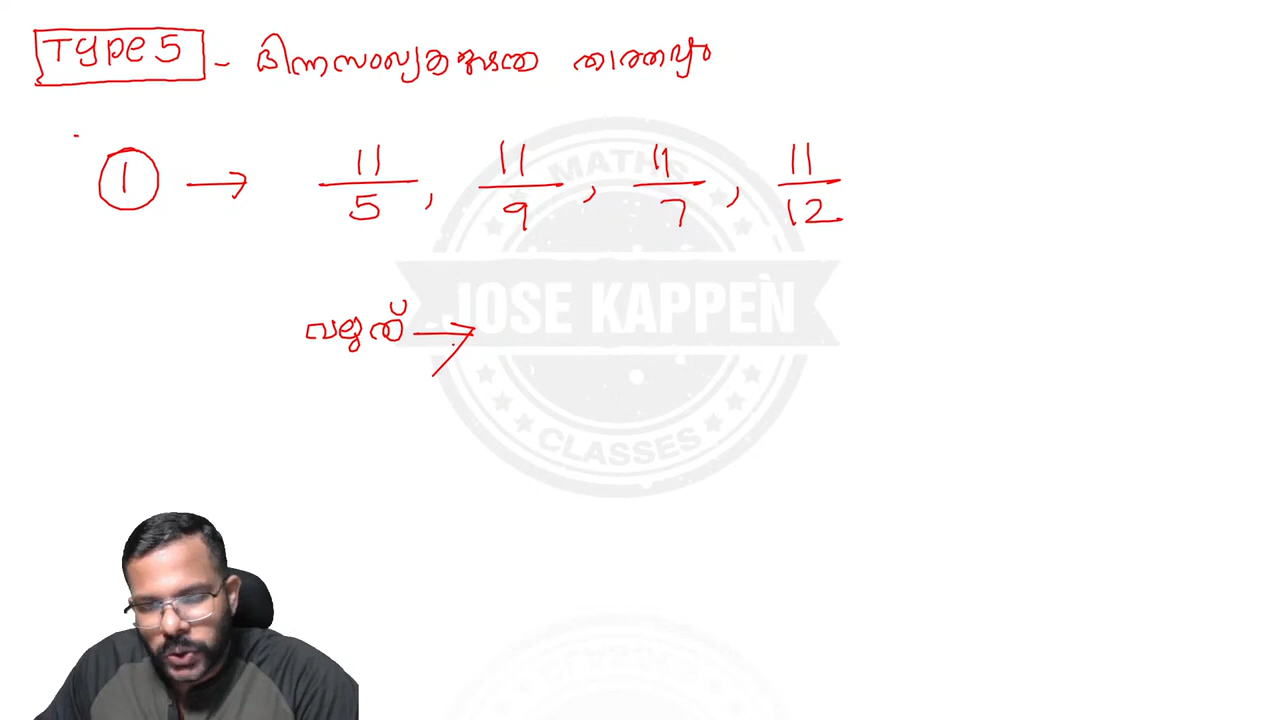 TYPE 5 - ഭിന്നസംഖ്യകളുടെ താരതമ്യം
1 → 11/5, 11/9, 11/7, 11/12
വലുത് →
MATHS
JOSE KAPPEN
CLASSES